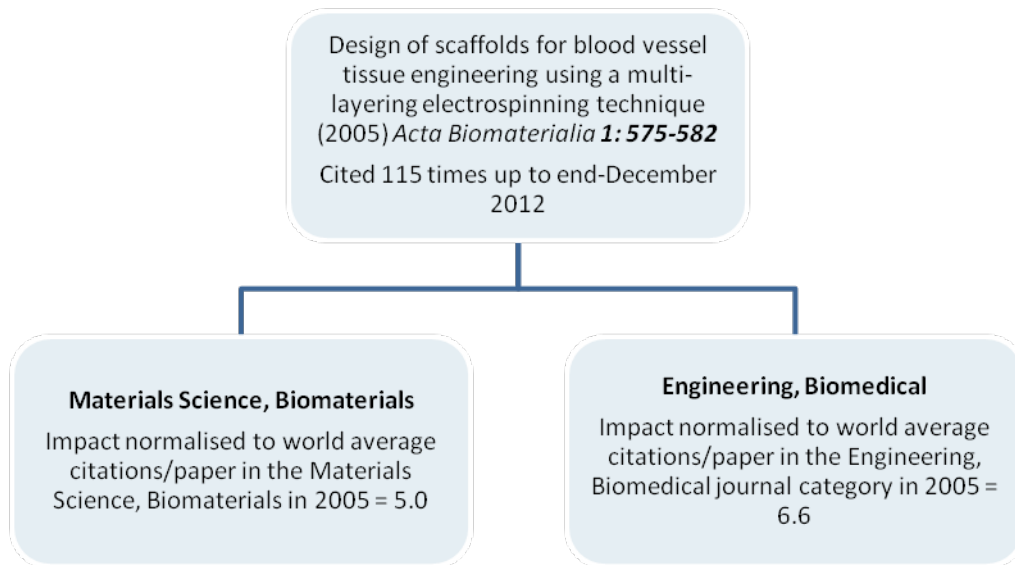 Design of scaffolds for blood vessel
tissue engineering using a multi-
layering electrospinning technique
(2005) Acta Biomaterialia 1: 575-582
Cited 115 times up to end-December
2012
Materials Science, Biomaterials
Impact normalised to world average
citations/paper in the Materials
Science, Biomaterials in 2005 = 5.0
Engineering, Biomedical
Impact normalised to world average
citations/paper in the Engineering,
Biomedical journal category in 2005 =
6.6